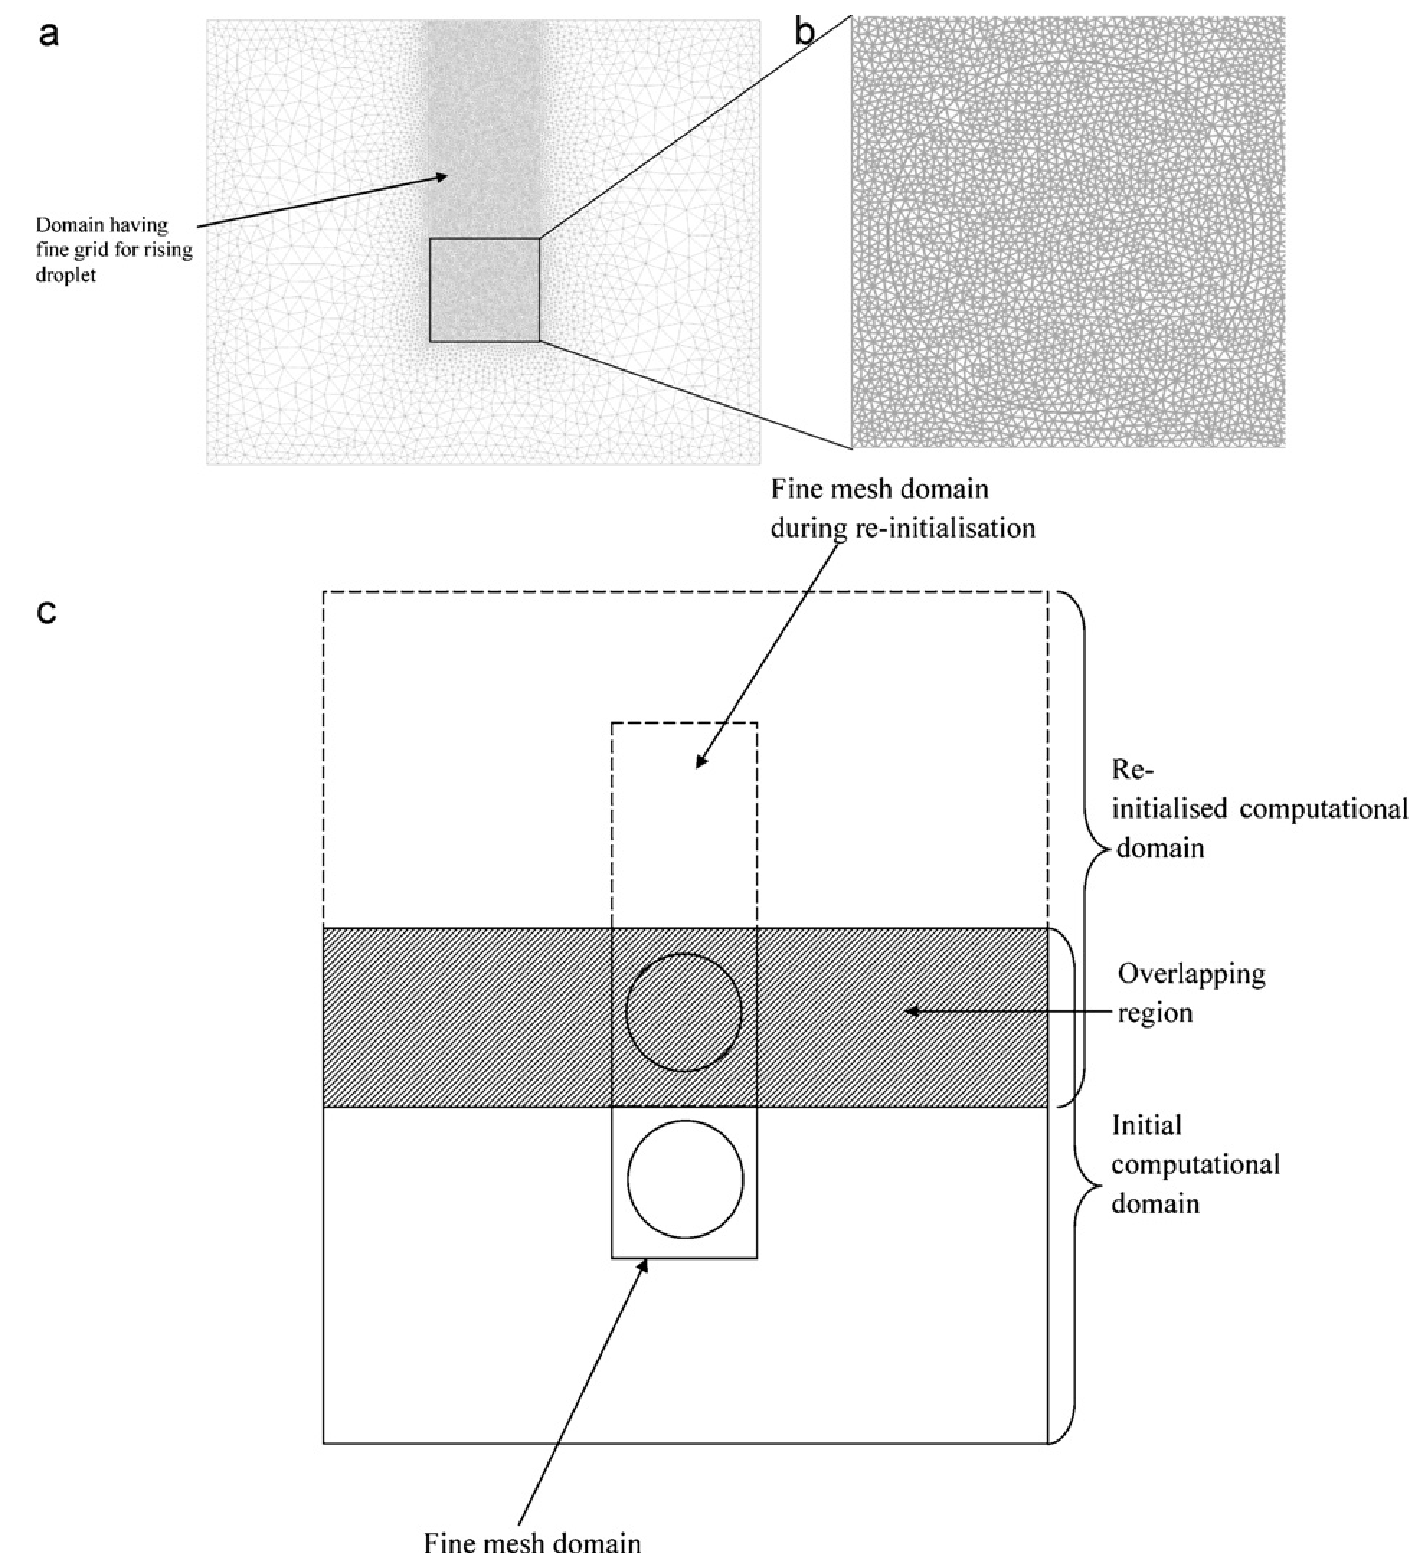 a
b
Domain having
fine grid for rising
droplet
Fine mesh domain
during re-initialisation
c
Re-
initialised computational
domain
Overlapping
region
Initial
computational
domain
Fine mesh domain